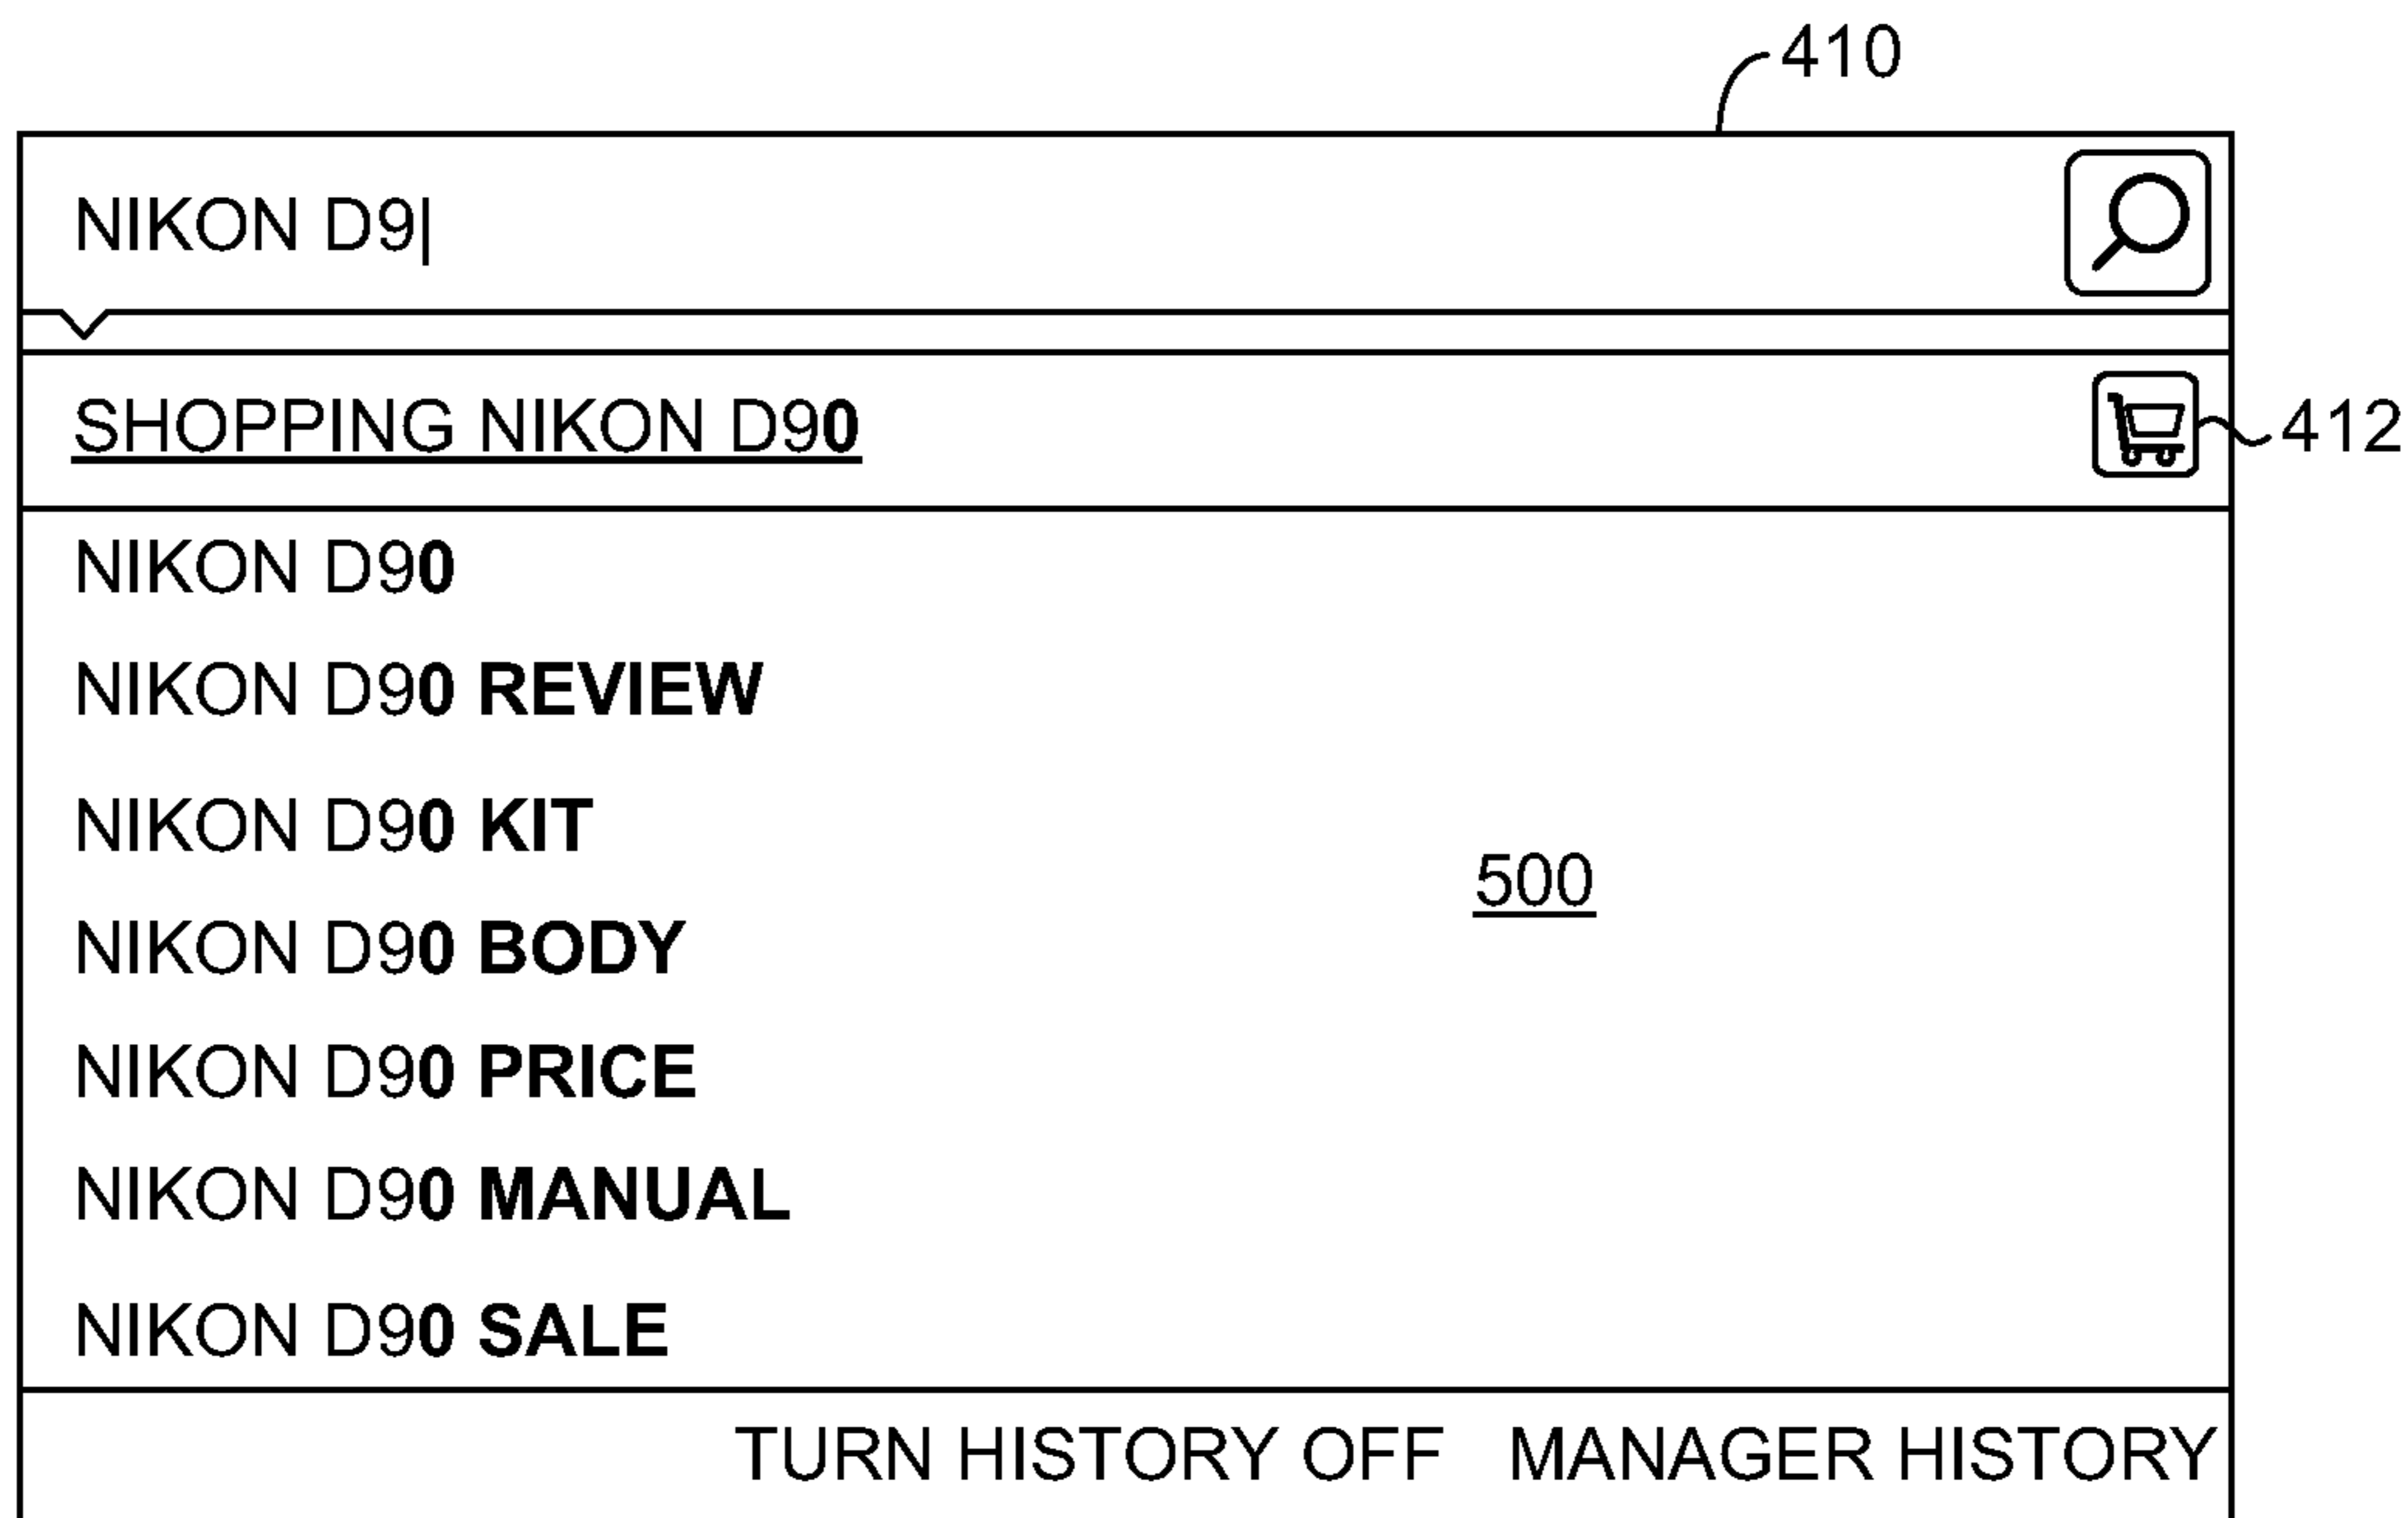 410
NIKON D9
SHOPPING NIKON D90
412
NIKON D90
NIKON D90 REVIEW
NIKON D90 KIT
500
NIKON D90 BODY
NIKON D90 PRICE
NIKON D90 MANUAL
NIKON D90 SALE
TURN HISTORY OFF MANAGER HISTORY